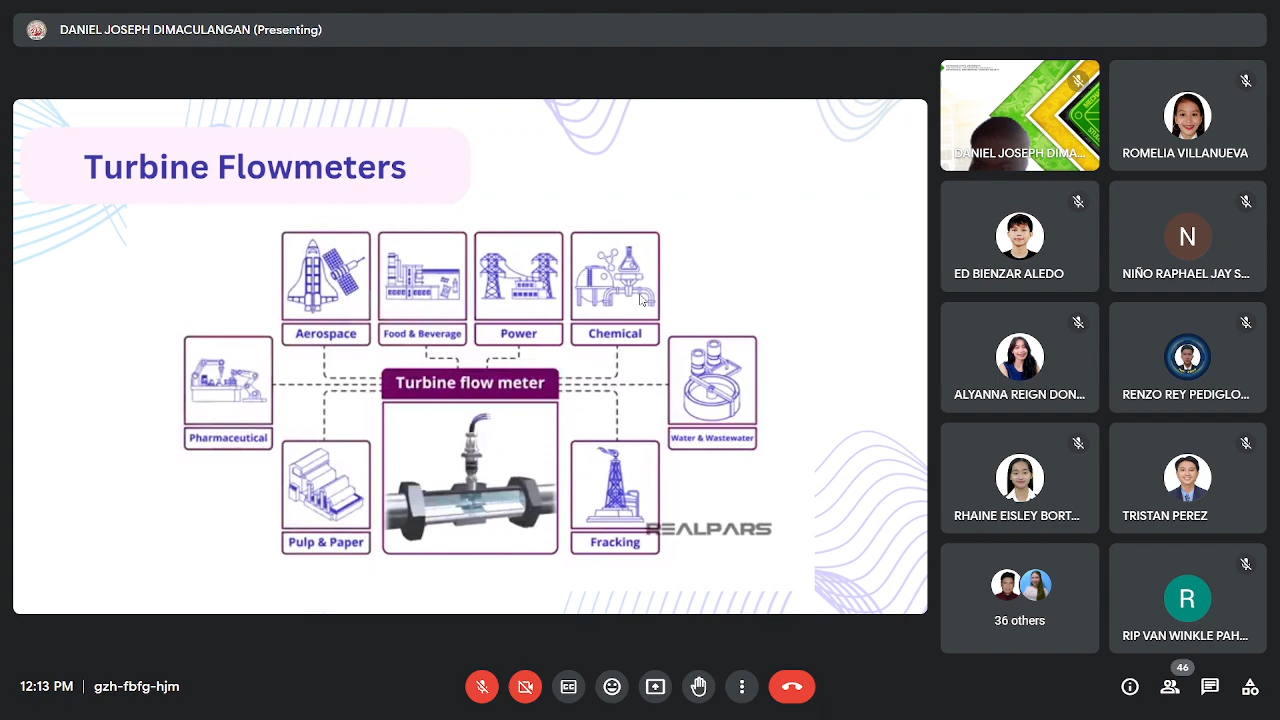 DANIEL JOSEPH DIMACULANGAN (Presenting)
Turbine Flowmeters
Aerospace
Food & Beverage
Power
Chemical
Turbine flow meter
Pharmaceutical
Water & Wastewater
Pulp & Paper
Fracking
REALPARS
DANIEL JOSEPH DIMA...
ROMELIA VILLANUEVA
ED BIENZAR ALEDO
N
NIÑO RAPHAEL JAY S...
ALYANNA REIGN DON...
RENZO REY PEDIGLO...
RHAINE EISLEY BORT...
TRISTAN PEREZ
36 others
R
RIP VAN WINKLE PAH...
12:13 PM
gzh-fbfg-hjm
46